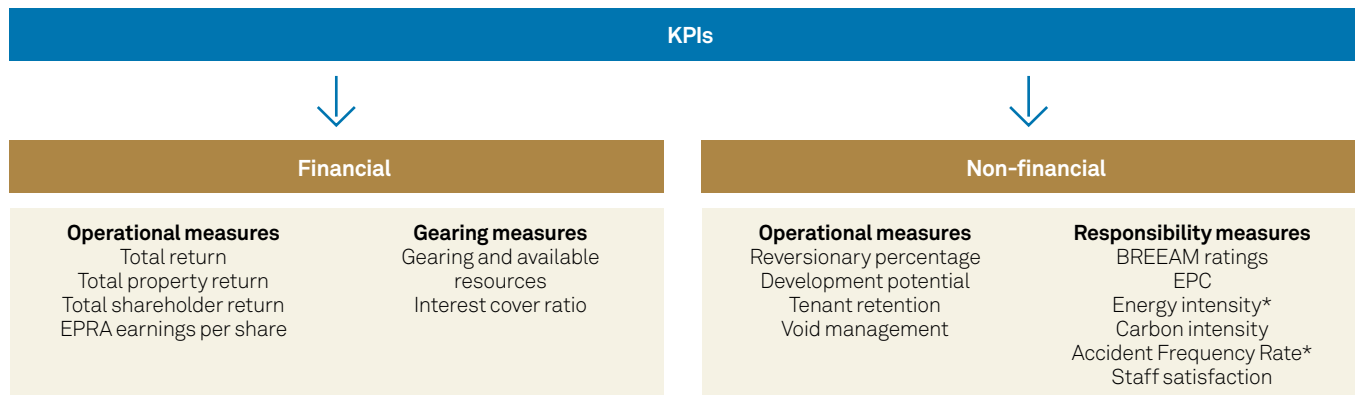 KPIs
Financial
Operational measures
Total return
Total property return
Total shareholder return
EPRA earnings per share
Gearing measures
Gearing and available
resources
Interest cover ratio
Non-financial
Operational measures
Reversionary percentage
Development potential
Tenant retention
Void management
Responsibility measures
BREEAM ratings
EPC
Energy intensity*
Carbon intensity
Accident Frequency Rate*
Staff satisfaction